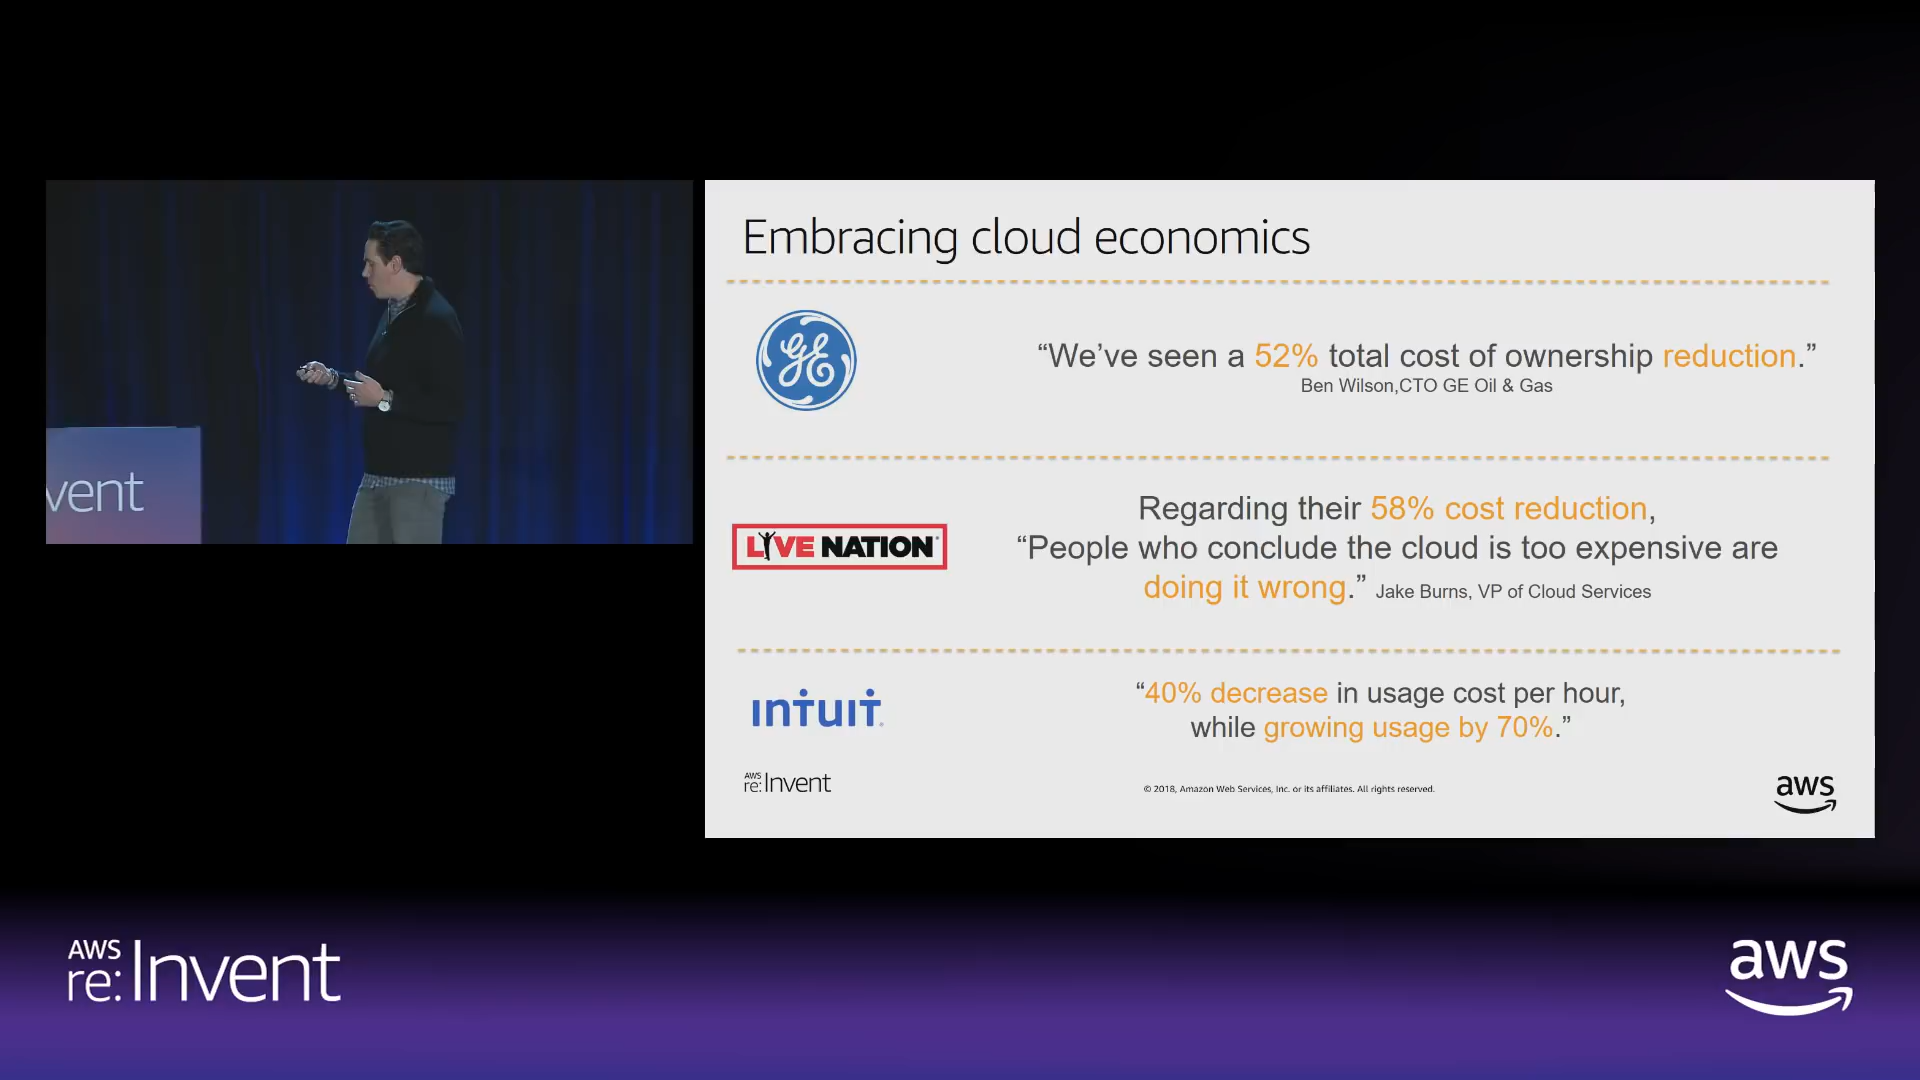 Embracing cloud economics
GE
“We’ve seen a 52% total cost of ownership reduction.”
Ben Wilson,CTO GE Oil & Gas
LIVE NATION
Regarding their 58% cost reduction,
“People who conclude the cloud is too expensive are
doing it wrong.” Jake Burns, VP of Cloud Services
intuit
“40% decrease in usage cost per hour,
while growing usage by 70%.”
AWS
re:Invent
© 2018, Amazon Web Services, Inc. or its affiliates. All rights reserved.
aws
vent
AWS
re:Invent
aws